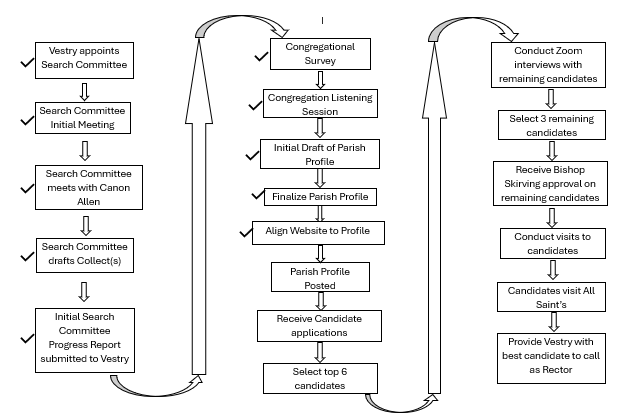 Vestry appoints
Search Committee
Search Committee
Initial Meeting
Search Committee
meets with Canon
Allen
Search Committee
drafts Collect(s)
Initial Search
Committee
Progress Report
submitted to Vestry
Congregational
Survey
Congregation Listening
Session
Initial Draft of Parish
Profile
Finalize Parish Profile
Align Website to Profile
Parish Profile
Posted
Receive Candidate
applications
Select top 6
candidates
Conduct Zoom
interviews with
remaining candidates
Select 3 remaining
candidates
Receive Bishop
Skirving approval on
remaining candidates
Conduct visits to
candidates
Candidates visit All
Saint's
Provide Vestry with
best candidate to call
as Rector